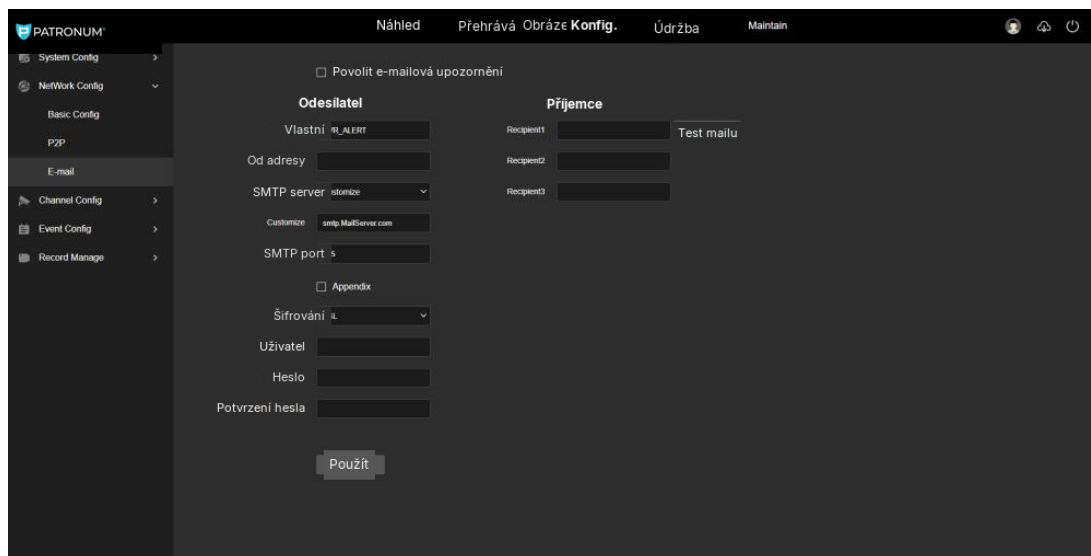 PATRONUM
Náhled Přehrává Obráze Konfig. Údržba Maintain
System Config
NetWork Config
Basic Config
P2P
E-mail
Channel Config
Event Config
Record Manage
Povolit e-mailová upozornění
Odesílatel Příjemce
Vlastní VR_ALERT Recipient1 Test mailu
Od adresy Recipient2
SMTP server stomize Recipient3
Customize smtp.MailServer.com
SMTP port
Appendix
Šifrování
Uživatel
Heslo
Potvrzení hesla
Použít